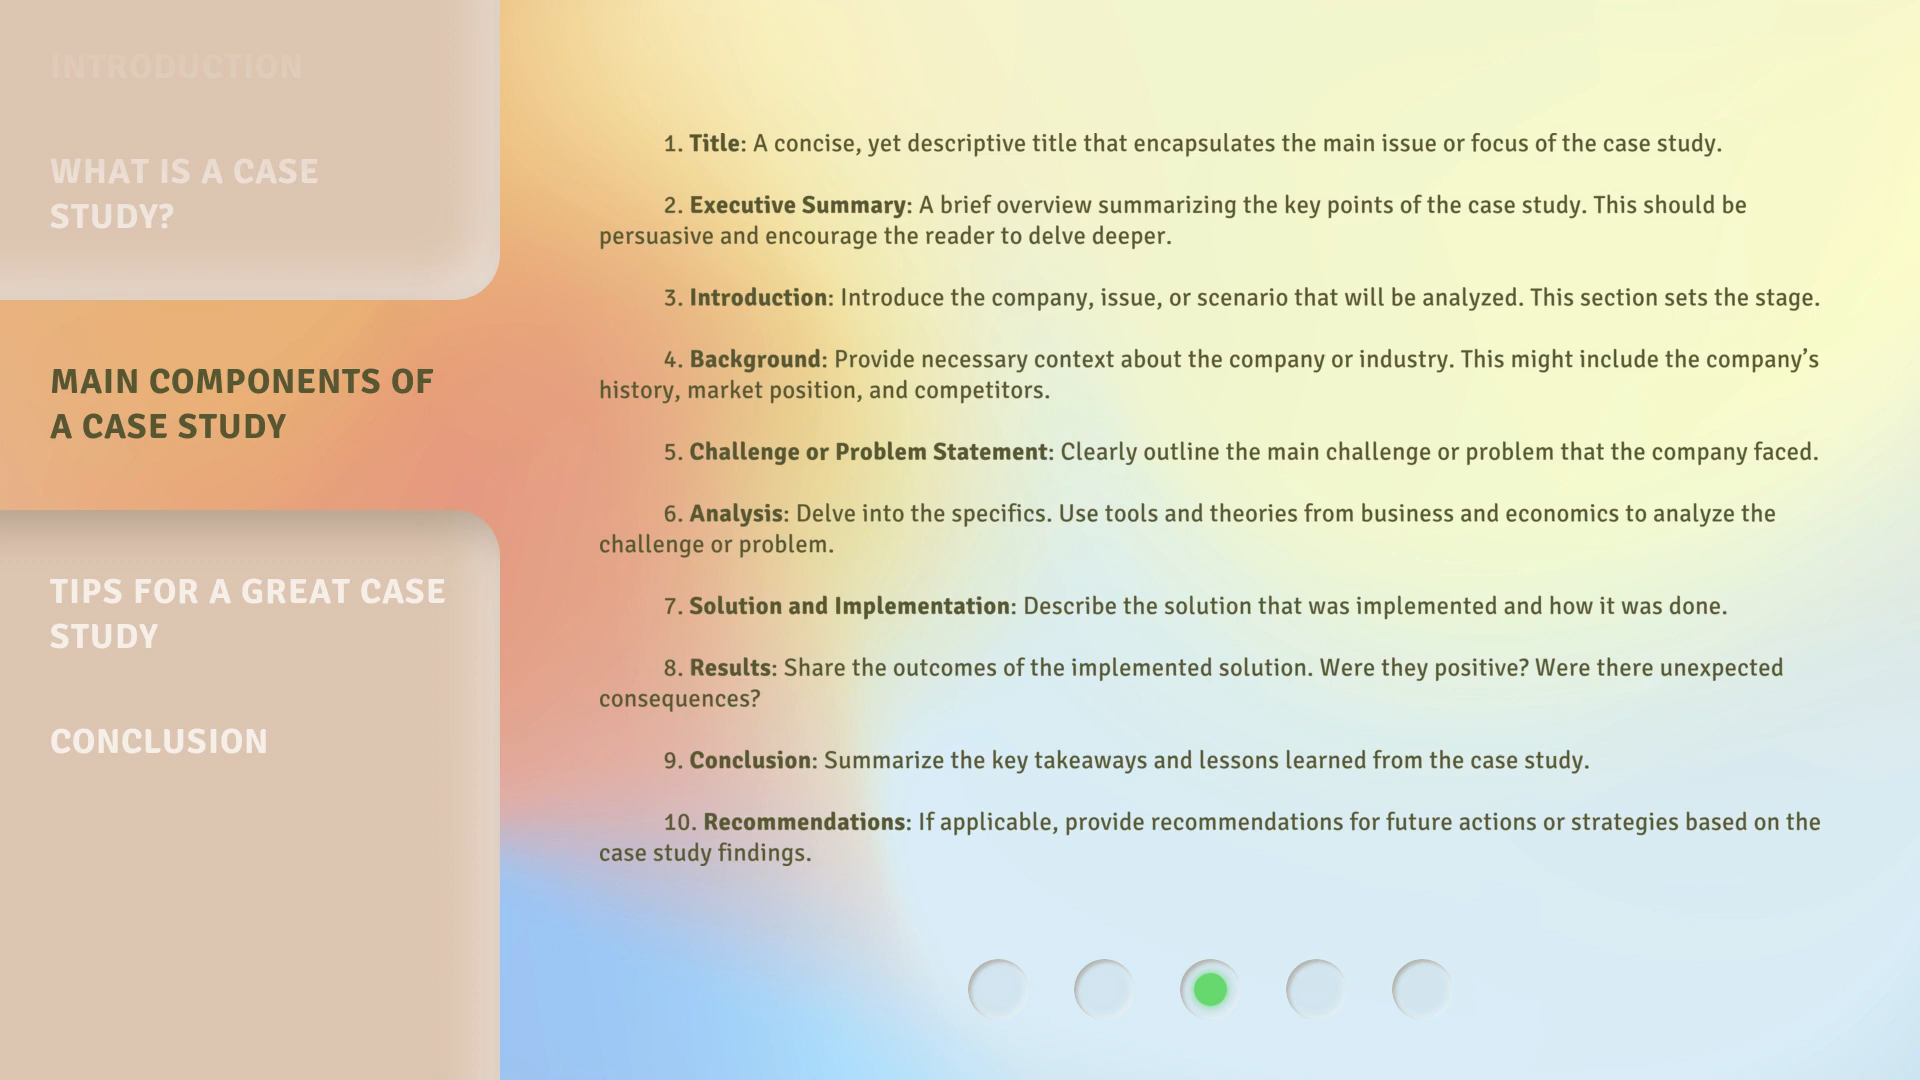 INTRODUCTION
WHAT IS A CASE
STUDY?
MAIN COMPONENTS OF
A CASE STUDY
TIPS FOR A GREAT CASE
STUDY
CONCLUSION
1. Title: A concise, yet descriptive title that encapsulates the main issue or focus of the case study.
2. Executive Summary: A brief overview summarizing the key points of the case study. This should be
persuasive and encourage the reader to delve deeper.
3. Introduction: Introduce the company, issue, or scenario that will be analyzed. This section sets the stage.
4. Background: Provide necessary context about the company or industry. This might include the company’s
history, market position, and competitors.
5. Challenge or Problem Statement: Clearly outline the main challenge or problem that the company faced.
6. Analysis: Delve into the specifics. Use tools and theories from business and economics to analyze the
challenge or problem.
7. Solution and Implementation: Describe the solution that was implemented and how it was done.
8. Results: Share the outcomes of the implemented solution. Were they positive? Were there unexpected
consequences?
9. Conclusion: Summarize the key takeaways and lessons learned from the case study.
10. Recommendations: If applicable, provide recommendations for future actions or strategies based on the
case study findings.